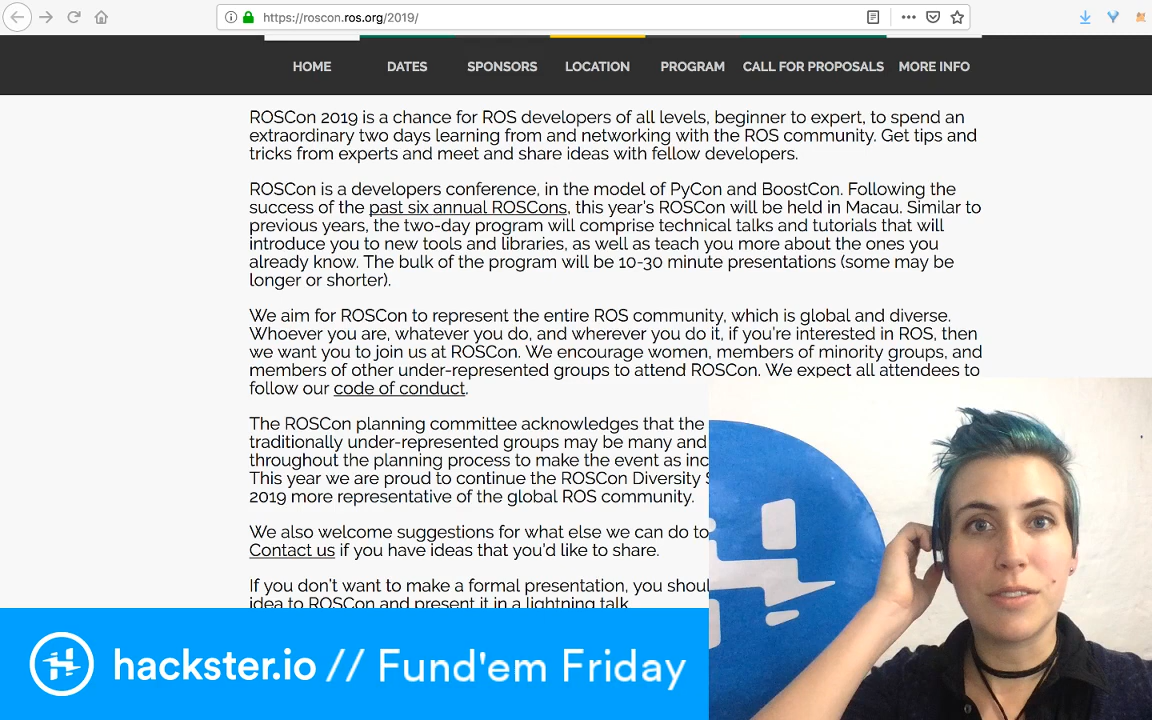 https://roscon.ros.org/2019/
HOME DATES SPONSORS LOCATION PROGRAM CALL FOR PROPOSALS MORE INFO
ROSCon 2019 is a chance for ROS developers of all levels, beginner to expert, to spend an
extraordinary two days learning from and networking with the ROS community. Get tips and
tricks from experts and meet and share ideas with fellow developers.
ROSCon is a developers conference, in the model of PyCon and BoostCon. Following the
success of the past six annual ROSCons, this year's ROSCon will be held in Macau. Similar to
previous years, the two-day program will comprise technical talks and tutorials that will
introduce you to new tools and libraries, as well as teach you more about the ones you
already know. The bulk of the program will be 10-30 minute presentations (some may be
longer or shorter).
We aim for ROSCon to represent the entire ROS community, which is global and diverse.
Whoever you are, whatever you do, and wherever you do it, if you're interested in ROS, then
we want you to join us at ROSCon. We encourage women, members of minority groups, and
members of other under-represented groups to attend ROSCon. We expect all attendees to
follow our code of conduct.
The ROSCon planning committee acknowledges that the
traditionally under-represented groups may be many and
throughout the planning process to make the event as inc
This year we are proud to continue the ROSCon Diversity
2019 more representative of the global ROS community.
We also welcome suggestions for what else we can do to
Contact us if you have ideas that you'd like to share.
If you don't want to make a formal presentation, you shoul
idea to ROSCon and present it in a lightning talk
hackster.io // Fund'em Friday